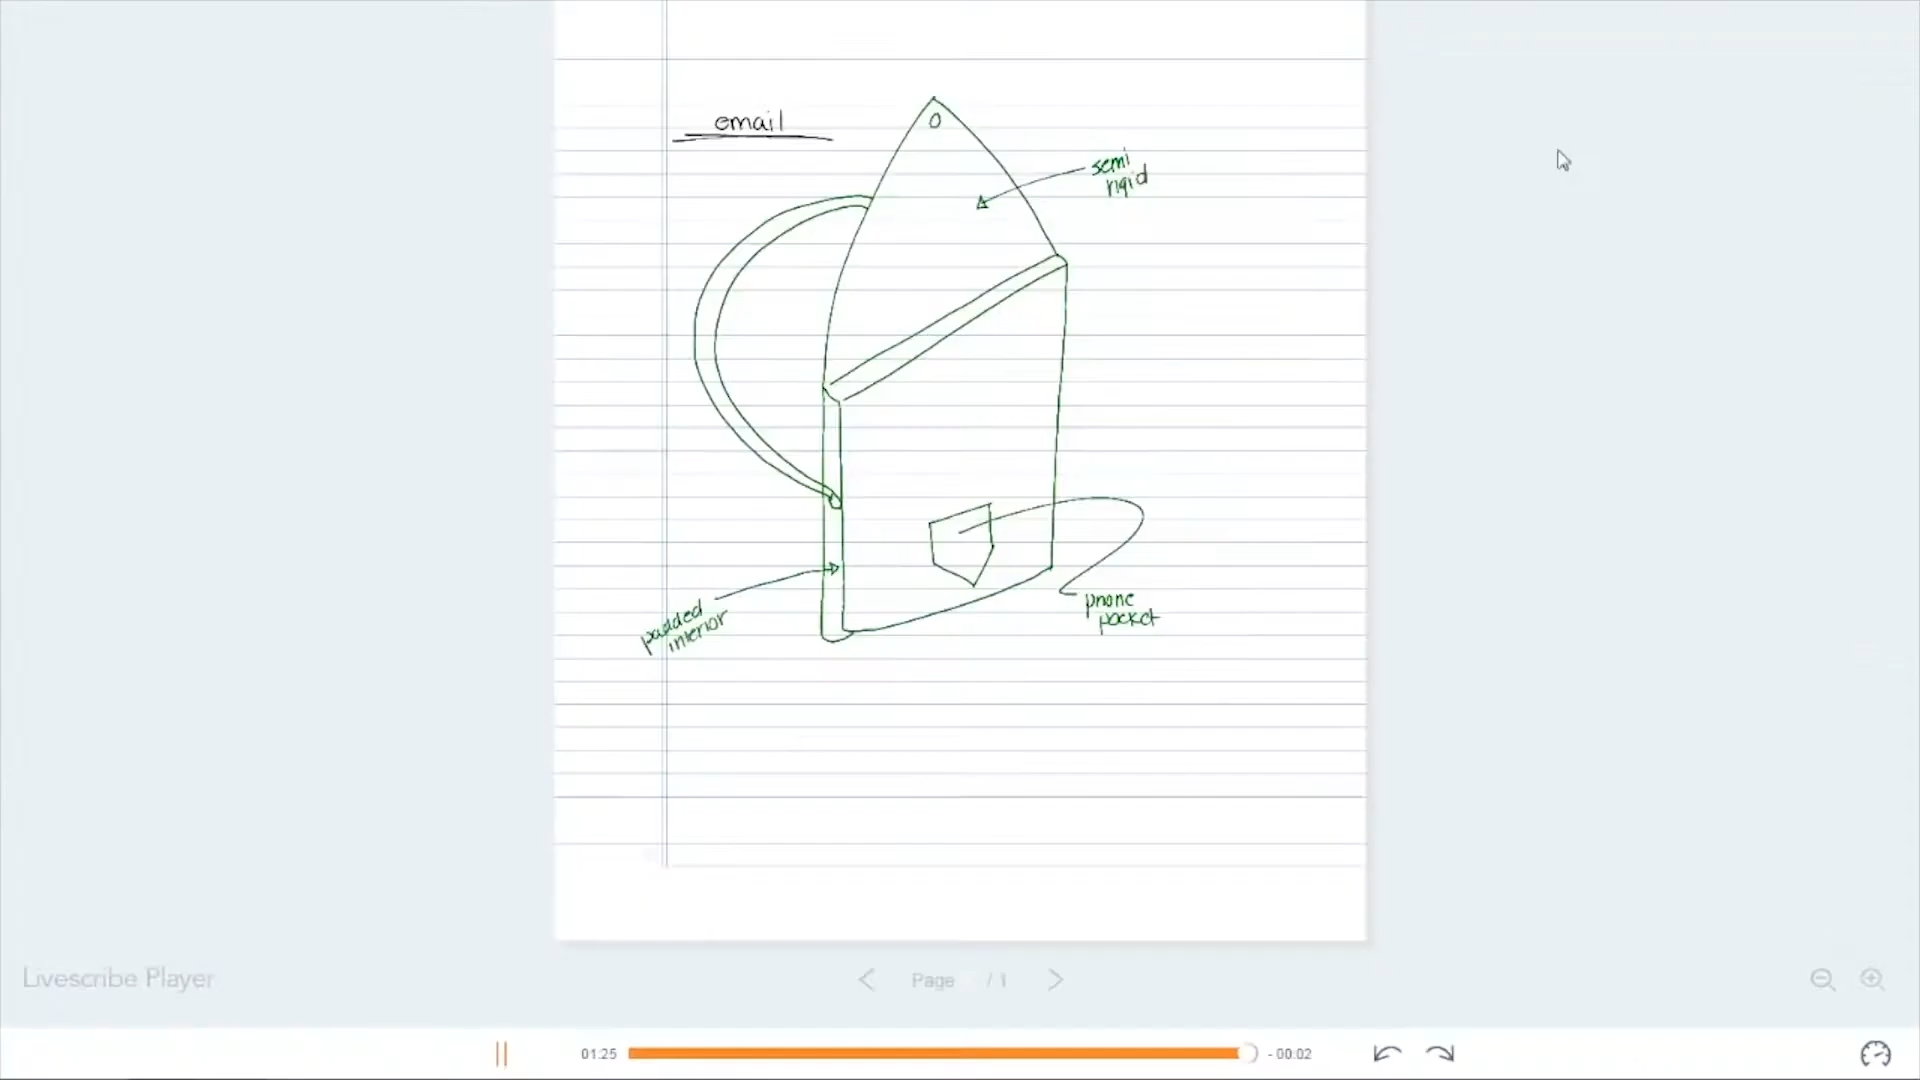 email
semi
rigid
padded
interior
phone
pocket
Livescribe Player
Page / 1
01:25
- 00:02